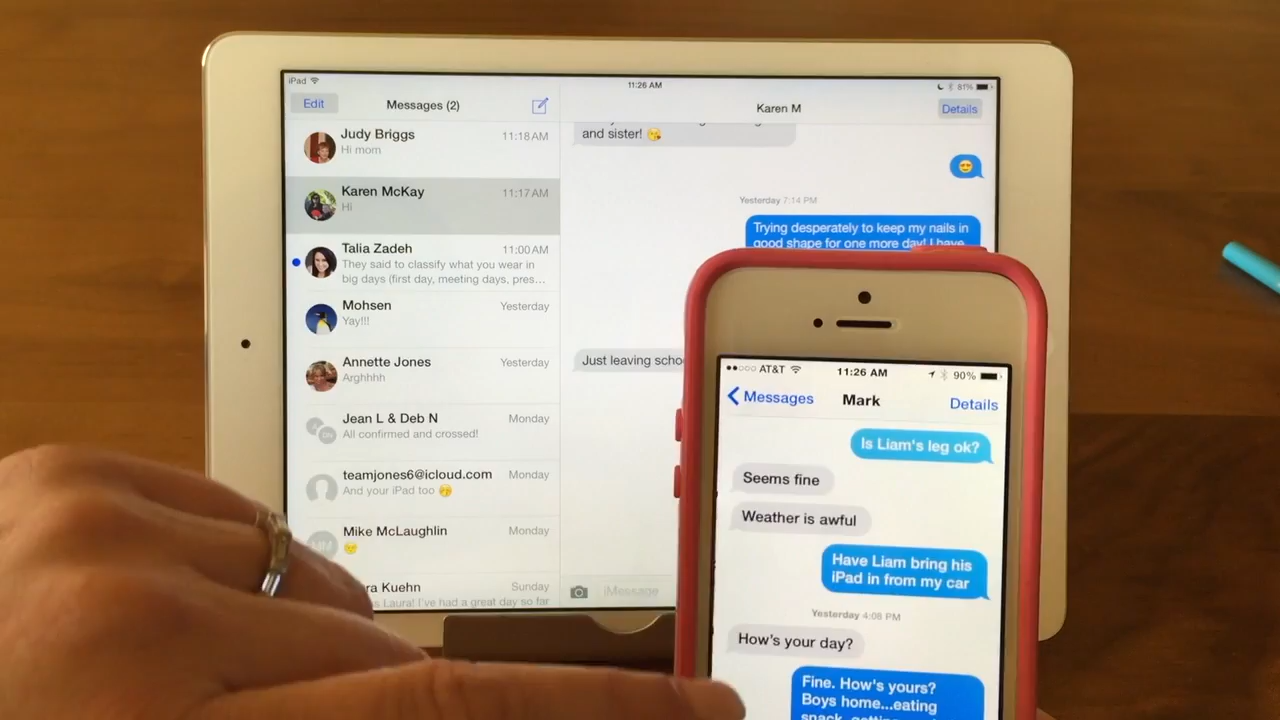 iPad
11:26 AM
81%
Edit
Messages (2)
Karen M
Details
Judy Briggs
11:18 AM
Hi mom
Karen McKay
11:17 AM
Hi
Talia Zadeh
11:00 AM
They said to classify what you wear in
big days (first day, meeting days, pres...
Mohsen
Yesterday
Yay!!!
Annette Jones
Yesterday
Arghhhh
Jean L & Deb N
Monday
All confirmed and crossed!
teamjones6@icloud.com
Monday
And your iPad too 😚
Mike McLaughlin
Monday
MM
ra Kuehn
Sunday
s Laura! I've had a great day so far
and sister! 😘
Yesterday 7:14 PM
Trying desperately to keep my nails in
good shape for one more day! I have
Just leaving schoo
iMessage
AT&T
11:26 AM
90%
Messages
Mark
Details
Is Liam's leg ok?
Seems fine
Weather is awful
Have Liam bring his
iPad in from my car
Yesterday 4:08 PM
How's your day?
Fine. How's yours?
Boys home...eating